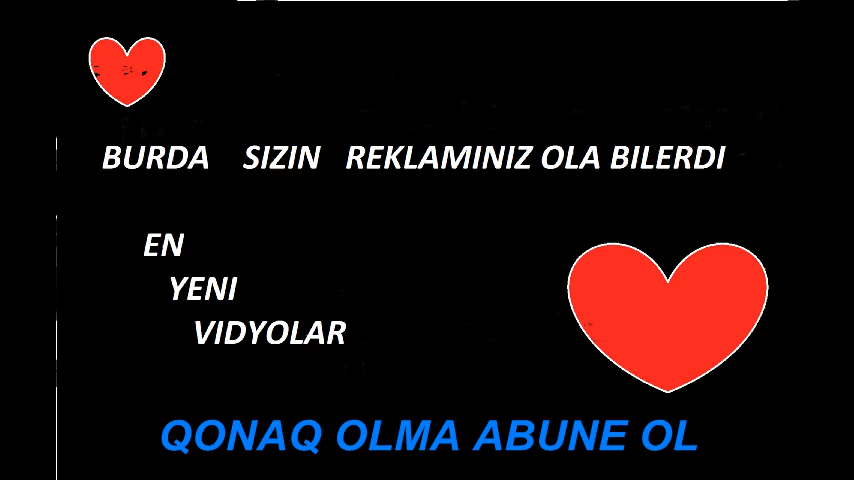 BURDA SIZIN REKLAMINIZ OLA BILERDI
EN
YENI
VIDYOLAR
QONAQ OLMA ABUNE OL